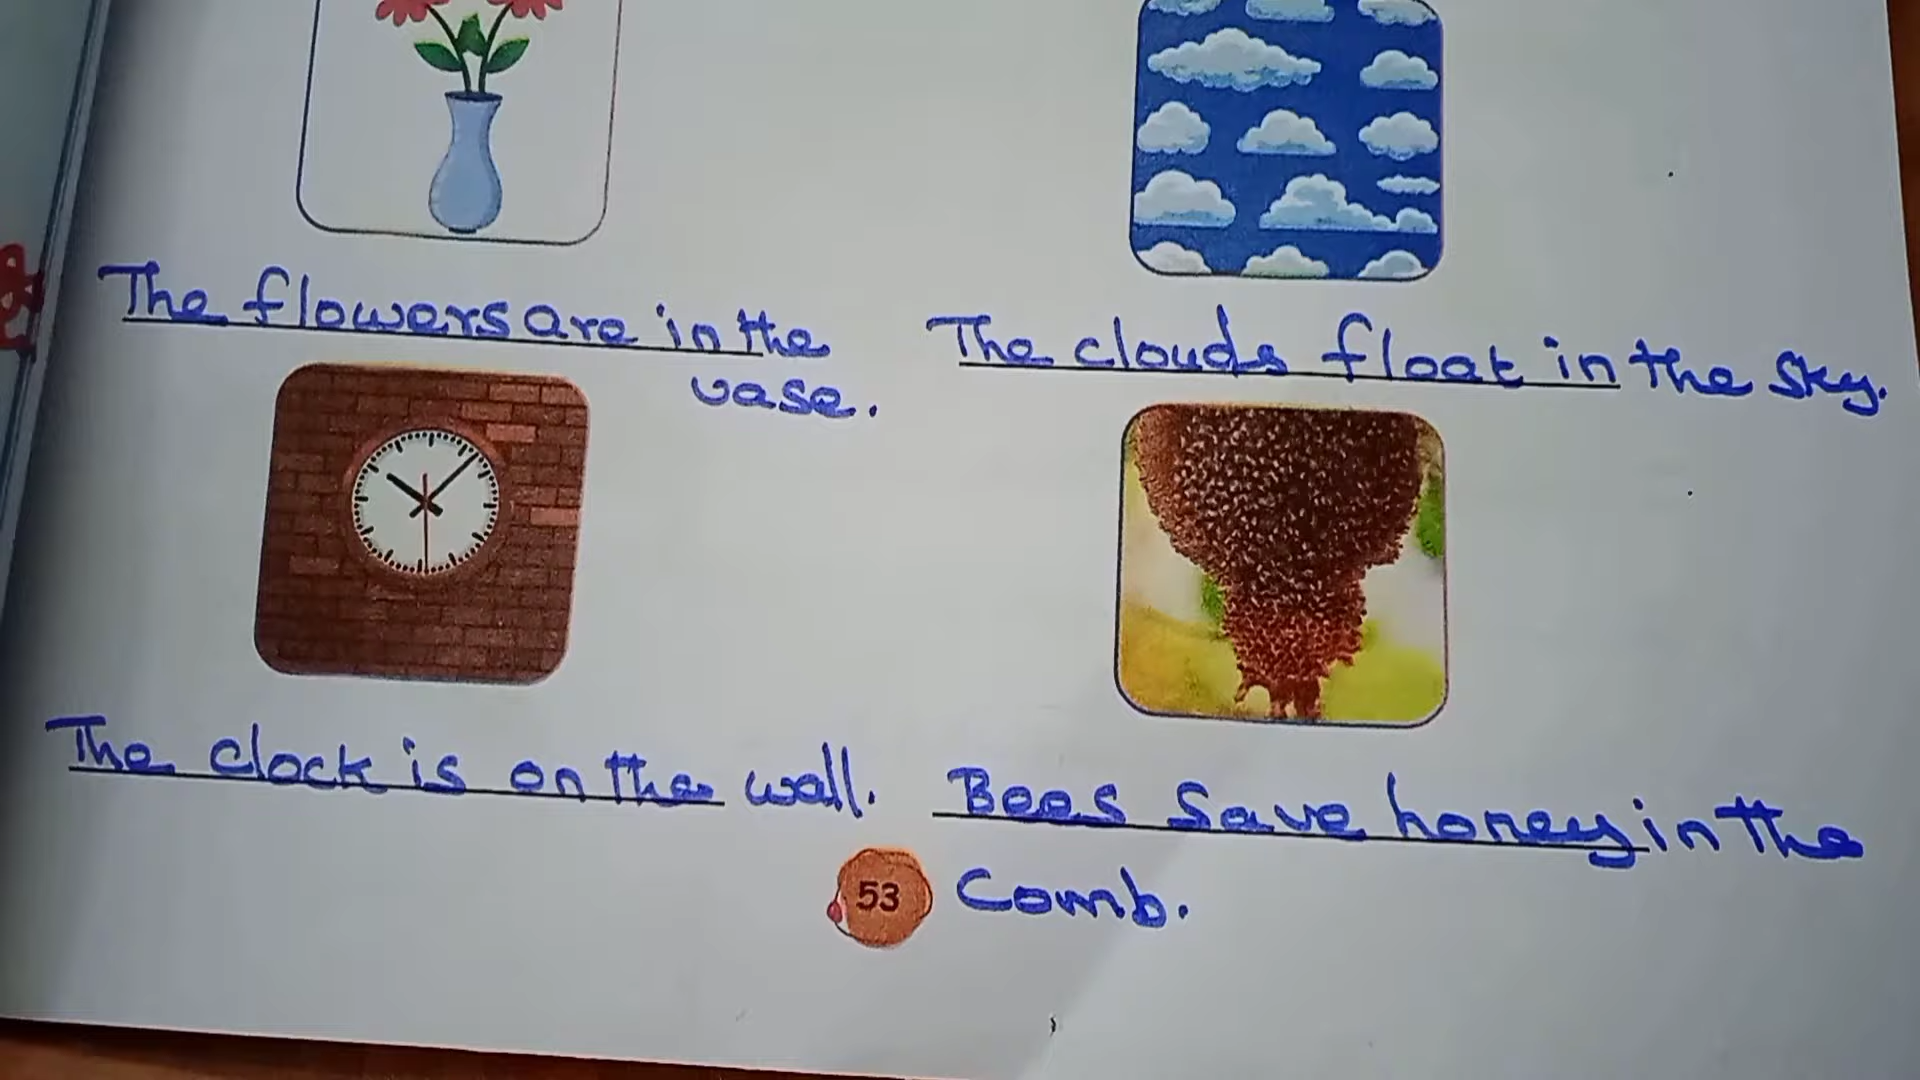 The flowers are in the
vase.
The clouds float in the sky.
The clock is on the wall.
Bees save honey in the
Comb.
53